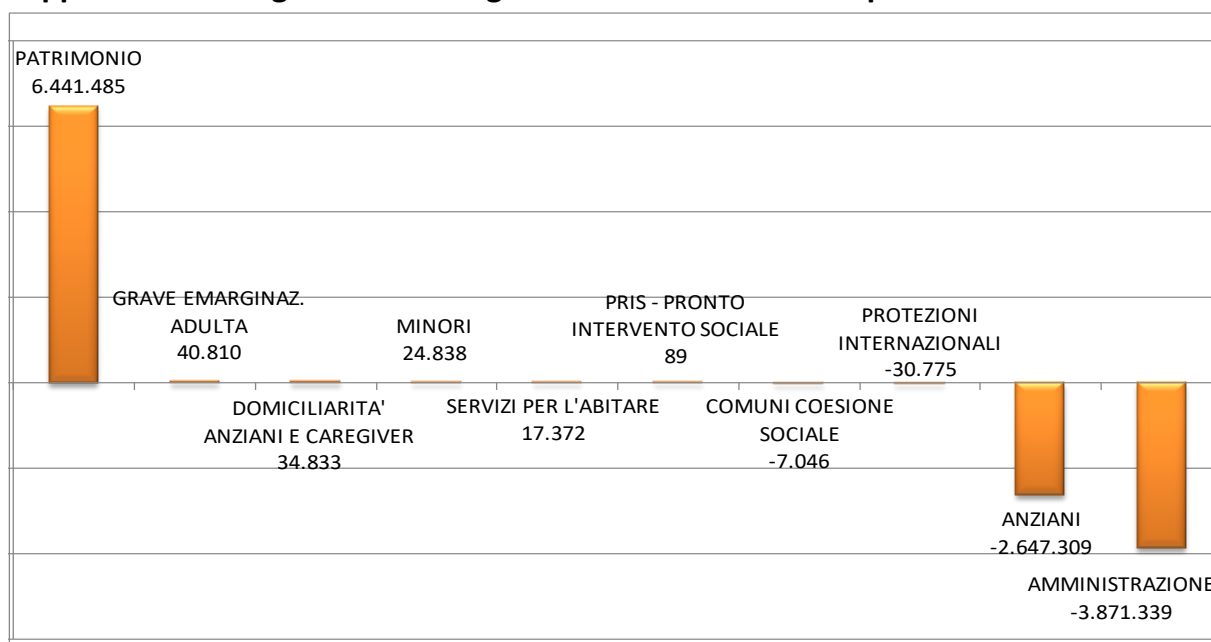 PATRIMONIO
6.441.485
GRAVE EMARGINAZ.
ADULTA
40.810
DOMICILIARITA'
ANZIANI E CAREGIVER
34.833
MINORI
24.838
SERVIZI PER L'ABITARE
17.372
PRIS - PRONTO
INTERVENTO SOCIALE
89
COMUNI COESIONE
SOCIALE
-7.046
PROTEZIONI
INTERNAZIONALI
-30.775
ANZIANI
-2.647.309
AMMINISTRAZIONE
-3.871.339